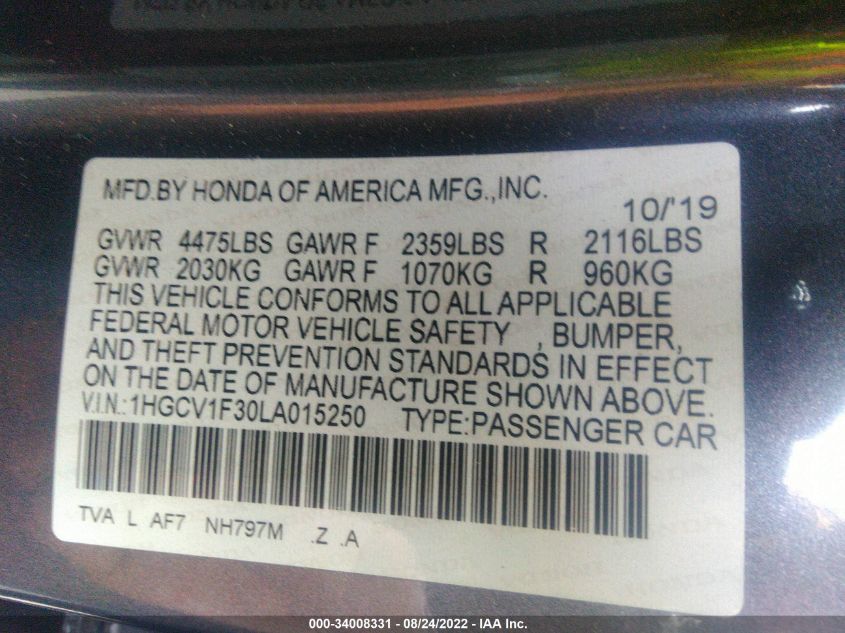 MFD.BY HONDA OF AMERICA MFG.,INC.
10/'19
GVWR 4475LBS GAWR F 2359LBS R 2116LBS
GVWR 2030KG GAWR F 1070KG R 960KG
THIS VEHICLE CONFORMS TO ALL APPLICABLE
FEDERAL MOTOR VEHICLE SAFETY , BUMPER,
AND THEFT PREVENTION STANDARDS IN EFFECT
ON THE DATE OF MANUFACTURE SHOWN ABOVE.
V.I.N.:1HGCV1F30LA015250 TYPE:PASSENGER CAR
TVA L AF7 NH797M .Z .A
000-34008331 - 08/24/2022 - IAA Inc.